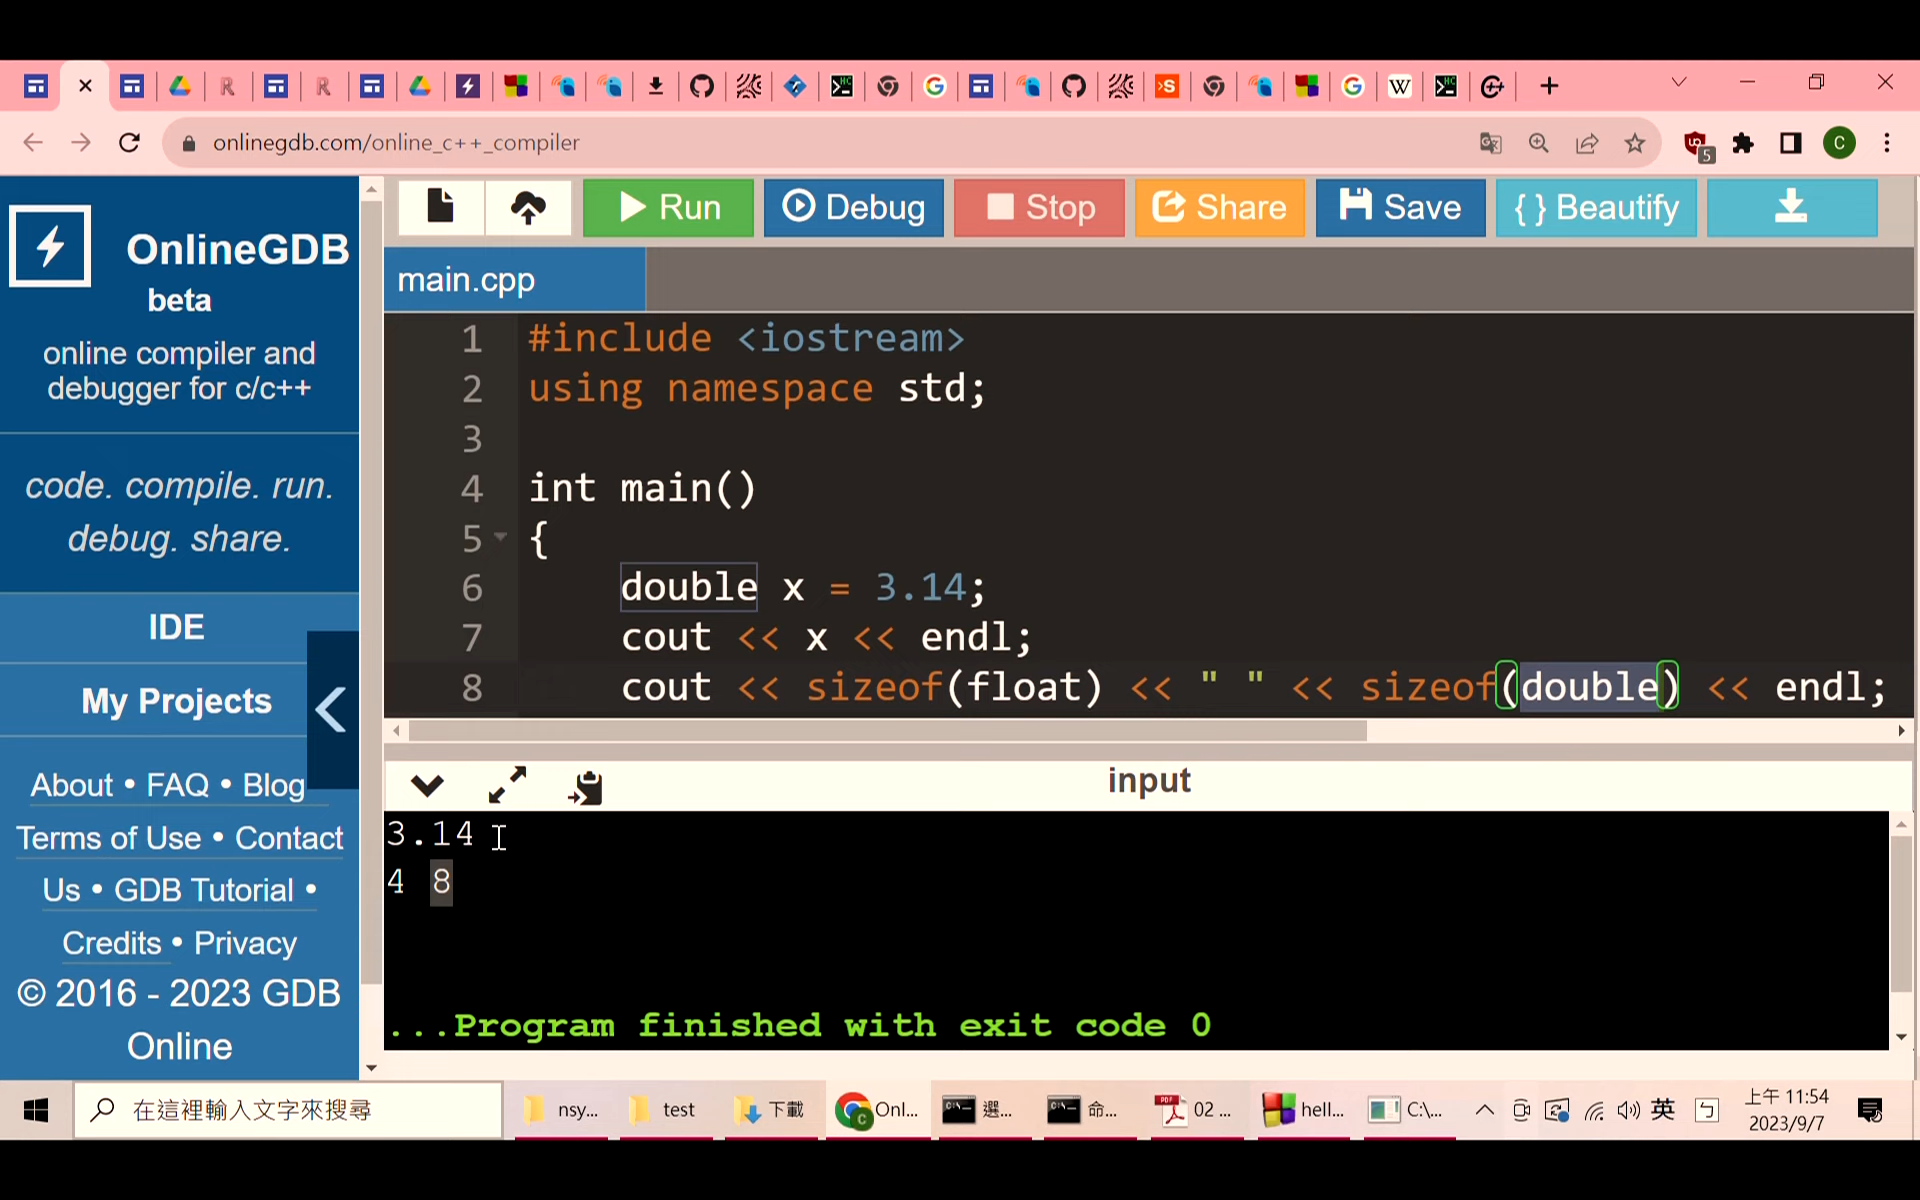 onlinegdb.com/online_c++_compiler
5
C
OnlineGDB
beta
online compiler and
debugger for c/c++
code. compile. run.
debug. share.
IDE
My Projects
About • FAQ • Blog
Terms of Use • Contact
Us • GDB Tutorial •
Credits • Privacy
© 2016 - 2023 GDB
Online
Run
Debug
Stop
Share
Save
{ } Beautify
main.cpp
1 #include <iostream>
2 using namespace std;
3
4 int main()
5 {
6 double x = 3.14;
7 cout << x << endl;
8 cout << sizeof(float) << " " << sizeof(double) << endl;
input
3.14
4 8
...Program finished with exit code 0
在這裡輸入文字來搜尋
nsy...
test
下載
Onl...
選...
命...
02 ...
hell...
C:\...
英
上午 11:54
2023/9/7